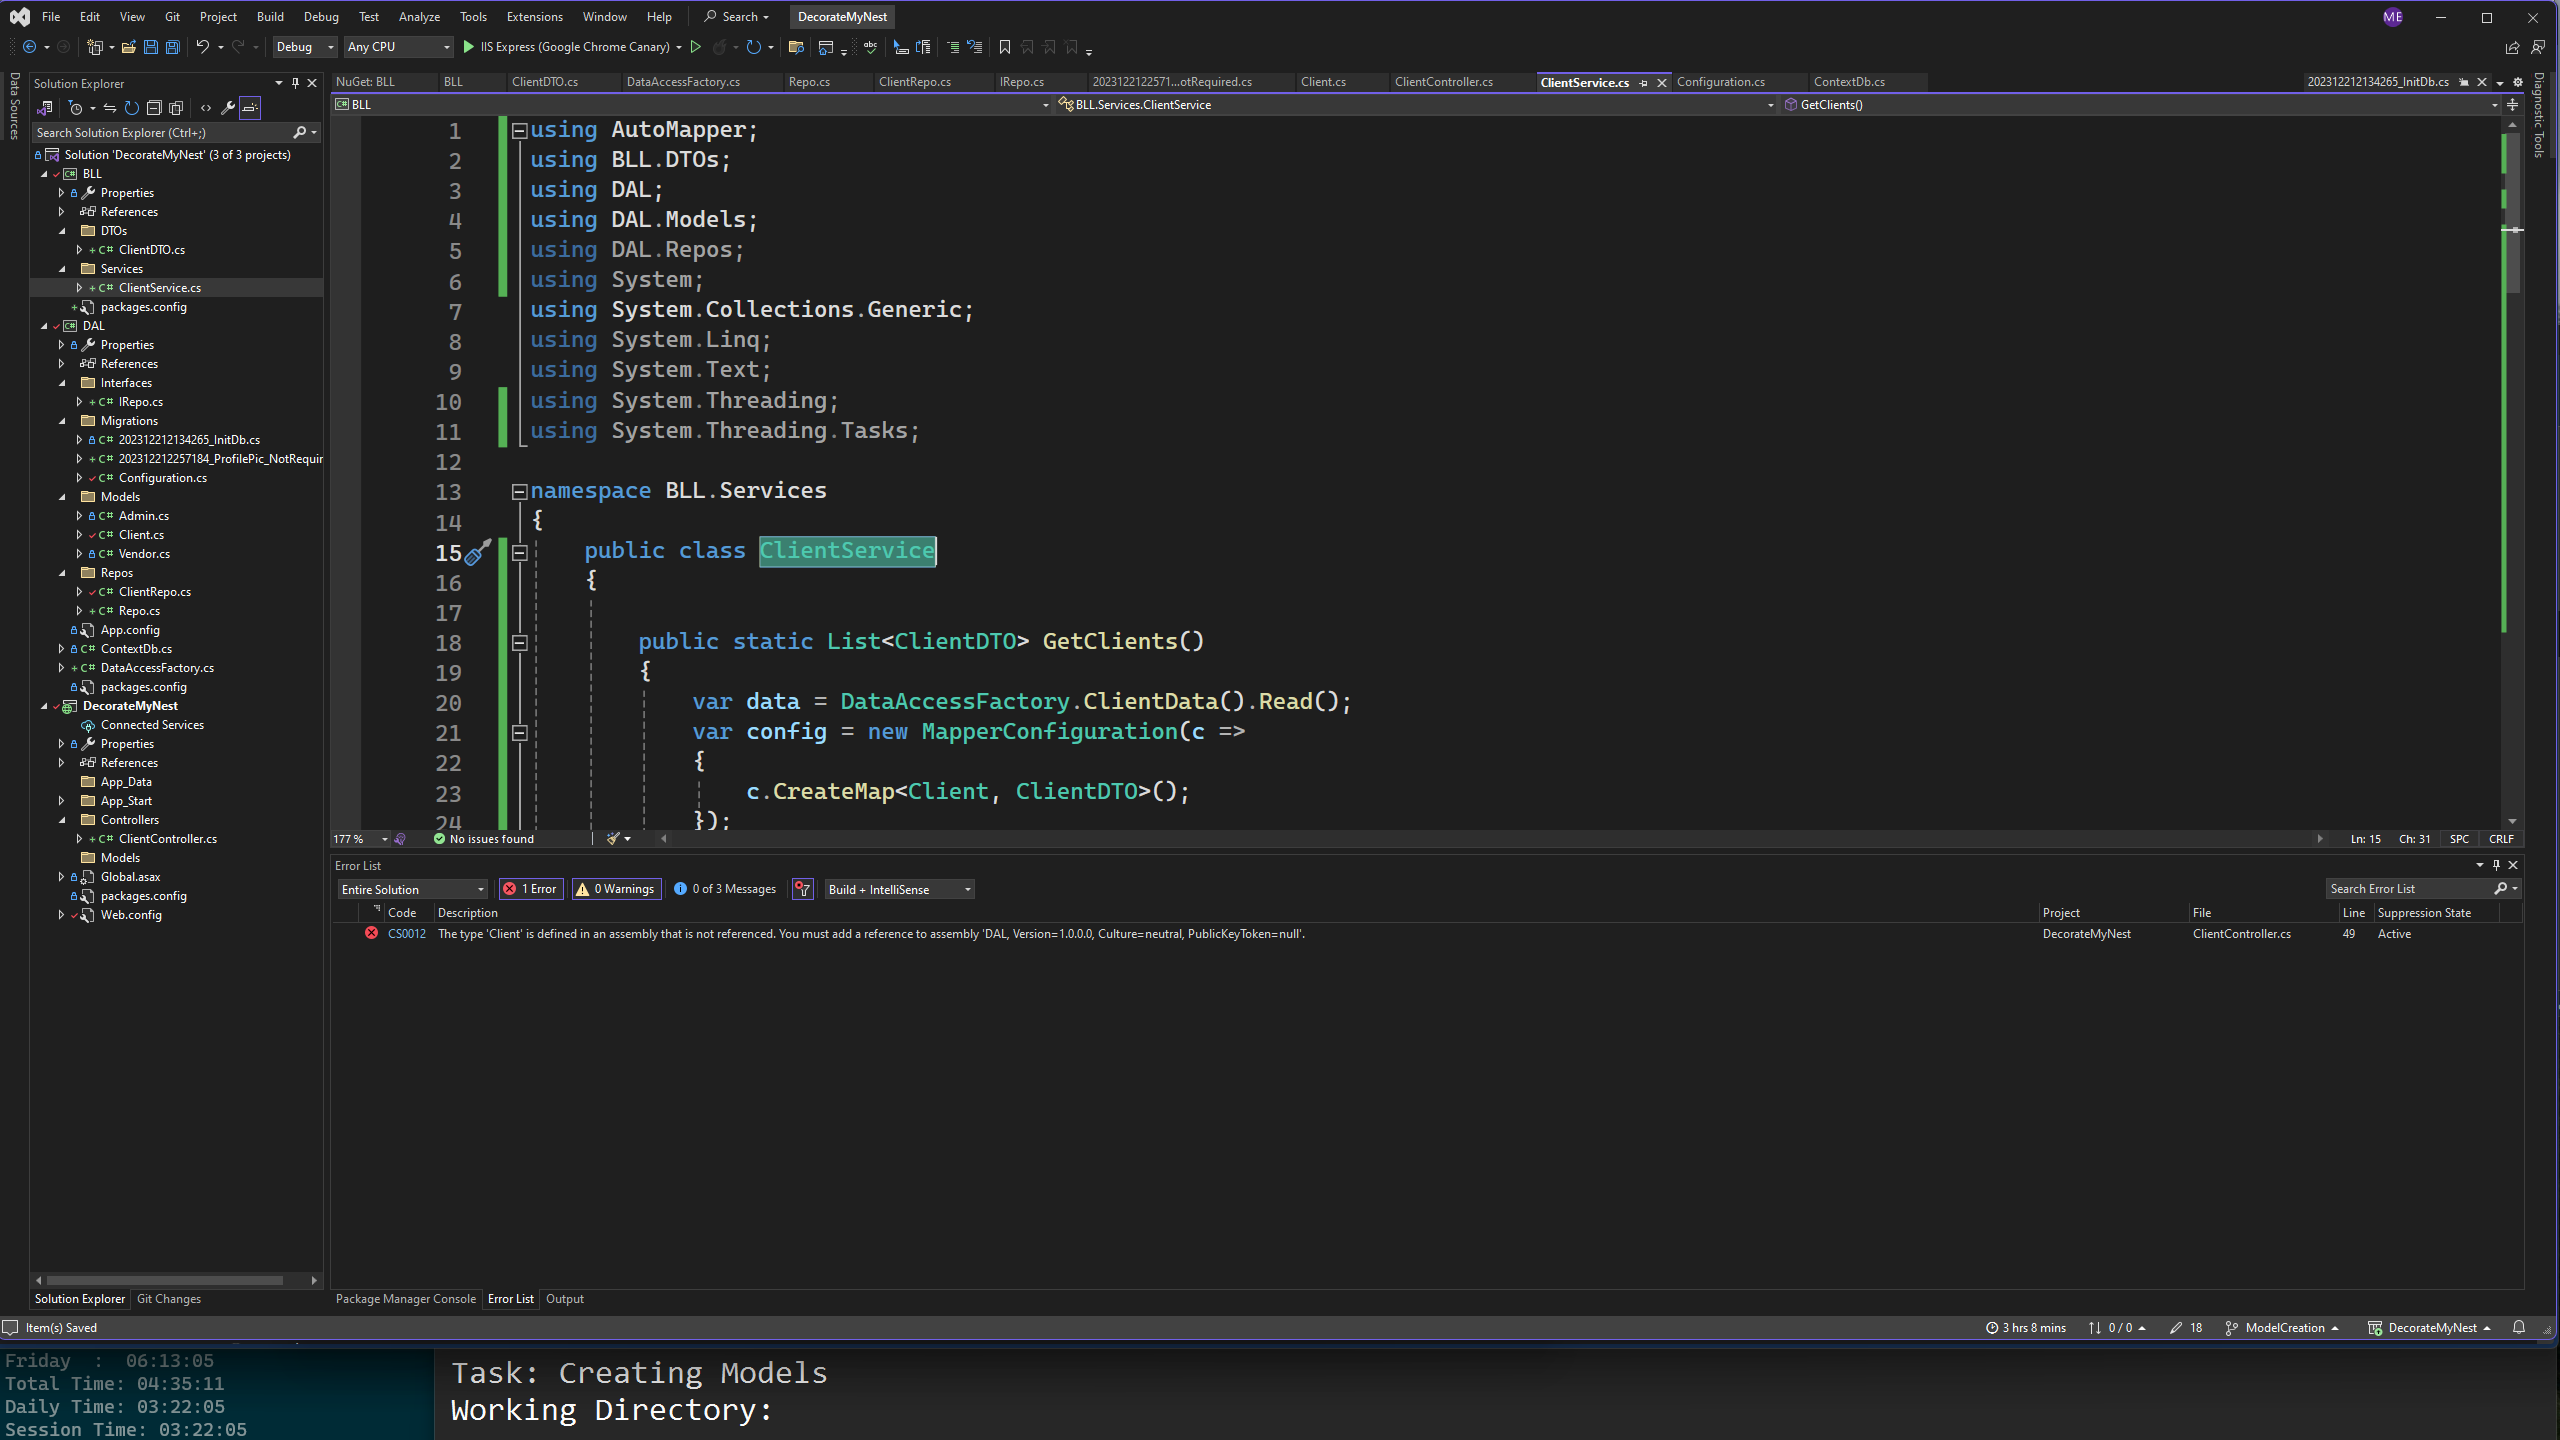 File Edit View Git Project Build Debug Test Analyze Tools Extensions Window Help Search DecorateMyNest ME
Debug Any CPU IIS Express (Google Chrome Canary)
Data Sources
Solution Explorer
Search Solution Explorer (Ctrl+;)
Solution 'DecorateMyNest' (3 of 3 projects)
BLL
Properties
References
DTOs
C# ClientDTO.cs
Services
C# ClientService.cs
packages.config
DAL
Properties
References
Interfaces
C# IRepo.cs
Migrations
C# 202312212134265_InitDb.cs
C# 202312212257184_ProfilePic_NotRequir
C# Configuration.cs
Models
C# Admin.cs
C# Client.cs
C# Vendor.cs
Repos
C# ClientRepo.cs
C# Repo.cs
App.config
C# ContextDb.cs
C# DataAccessFactory.cs
packages.config
DecorateMyNest
Connected Services
Properties
References
App_Data
App_Start
Controllers
C# ClientController.cs
Models
Global.asax
packages.config
Web.config
Solution Explorer Git Changes
NuGet: BLL BLL ClientDTO.cs DataAccessFactory.cs Repo.cs ClientRepo.cs IRepo.cs 2023122122571...otRequired.cs Client.cs ClientController.cs ClientService.cs Configuration.cs ContextDb.cs 202312212134265_InitDb.cs
BLL BLL.Services.ClientService GetClients()
Diagnostic Tools
1 using AutoMapper;
2 using BLL.DTOs;
3 using DAL;
4 using DAL.Models;
5 using DAL.Repos;
6 using System;
7 using System.Collections.Generic;
8 using System.Linq;
9 using System.Text;
10 using System.Threading;
11 using System.Threading.Tasks;
12
13 namespace BLL.Services
14 {
15 public class ClientService
16 {
17
18 public static List<ClientDTO> GetClients()
19 {
20 var data = DataAccessFactory.ClientData().Read();
21 var config = new MapperConfiguration(c =>
22 {
23 c.CreateMap<Client, ClientDTO>();
24 });
177 % No issues found Ln: 15 Ch: 31 SPC CRLF
Error List
Entire Solution 1 Error 0 Warnings 0 of 3 Messages Build + IntelliSense Search Error List
Code Description Project File Line Suppression State
CS0012 The type 'Client' is defined in an assembly that is not referenced. You must add a reference to assembly 'DAL, Version=1.0.0.0, Culture=neutral, PublicKeyToken=null'. DecorateMyNest ClientController.cs 49 Active
Package Manager Console Error List Output
Item(s) Saved 3 hrs 8 mins 0 / 0 18 ModelCreation DecorateMyNest
Friday : 06:13:05
Total Time: 04:35:11
Daily Time: 03:22:05
Session Time: 03:22:05
Task: Creating Models
Working Directory: